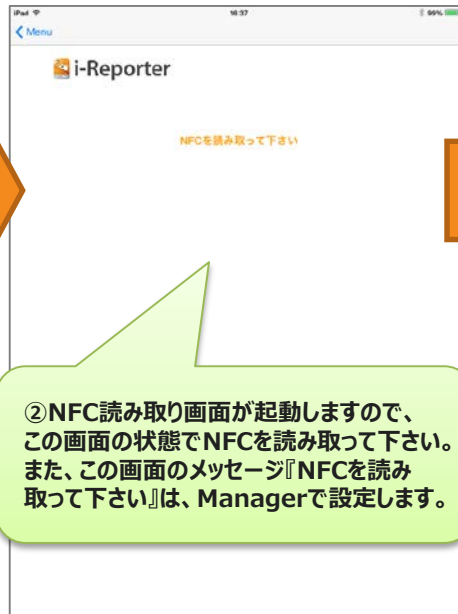 iPad
16:37
99%
Menu
i-Reporter
NFCを読み取って下さい
②NFC読み取り画面が起動しますので、
この画面の状態でNFCを読み取って下さい。
また、この画面のメッセージ『NFCを読み
取って下さい』は、Managerで設定します。